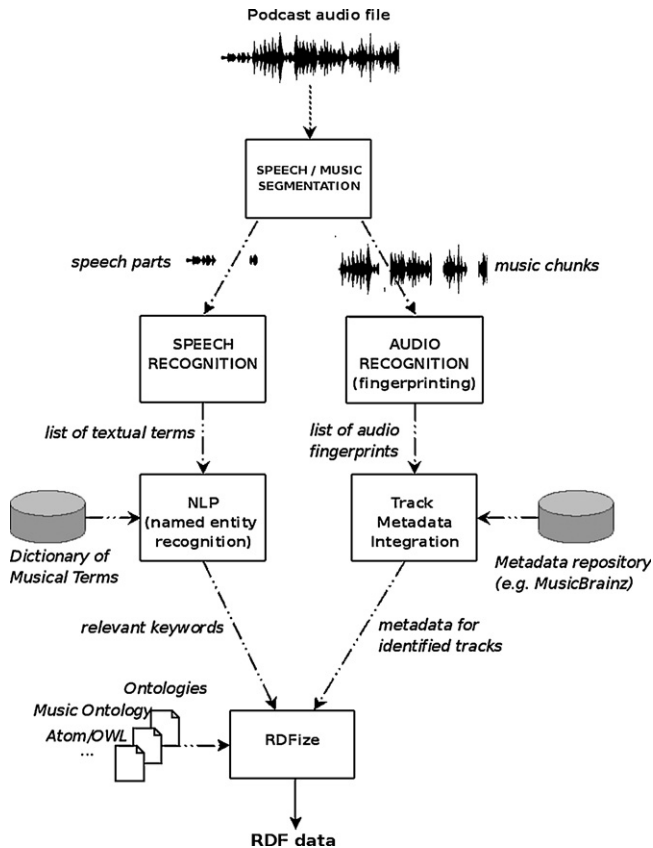 Podcast audio file
SPEECH / MUSIC
SEGMENTATION
speech parts
music chunks
SPEECH
RECOGNITION
AUDIO
RECOGNITION
(fingerprinting)
list of textual terms
list of audio
fingerprints
NLP
(named entity
recognition)
Track
Metadata
Integration
Dictionary of
Musical Terms
Metadata repository
(e.g. MusicBrainz)
relevant keywords
metadata for
identified tracks
Ontologies
Music Ontology
Atom/OWL
...
RDFize
RDF data